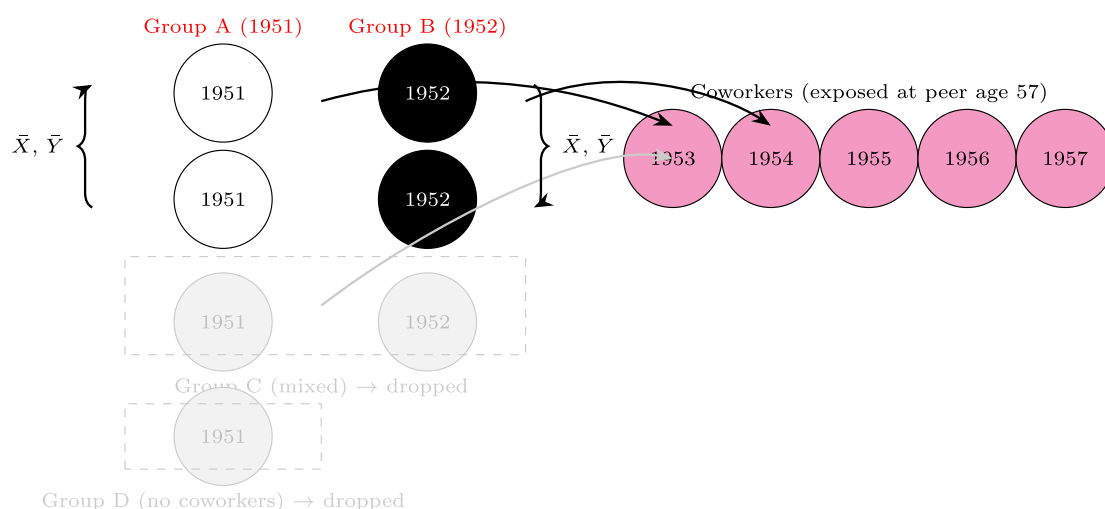 Group A (1951)
Group B (1952)
1951
1952
Coworkers (exposed at peer age 57)
X̄, Ȳ
X̄, Ȳ
1953
1954
1955
1956
1957
1951
1952
1951
1952
Group C (mixed) → dropped
1951
Group D (no coworkers) → dropped